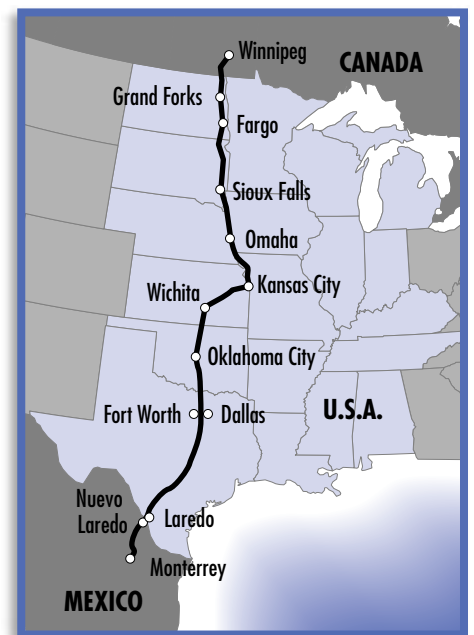 Winnipeg
CANADA
Grand Forks
Fargo
Sioux Falls
Omaha
Kansas City
Wichita
Oklahoma City
U.S.A.
Fort Worth
Dallas
Nuevo
Laredo
Laredo
Monterrey
MEXICO